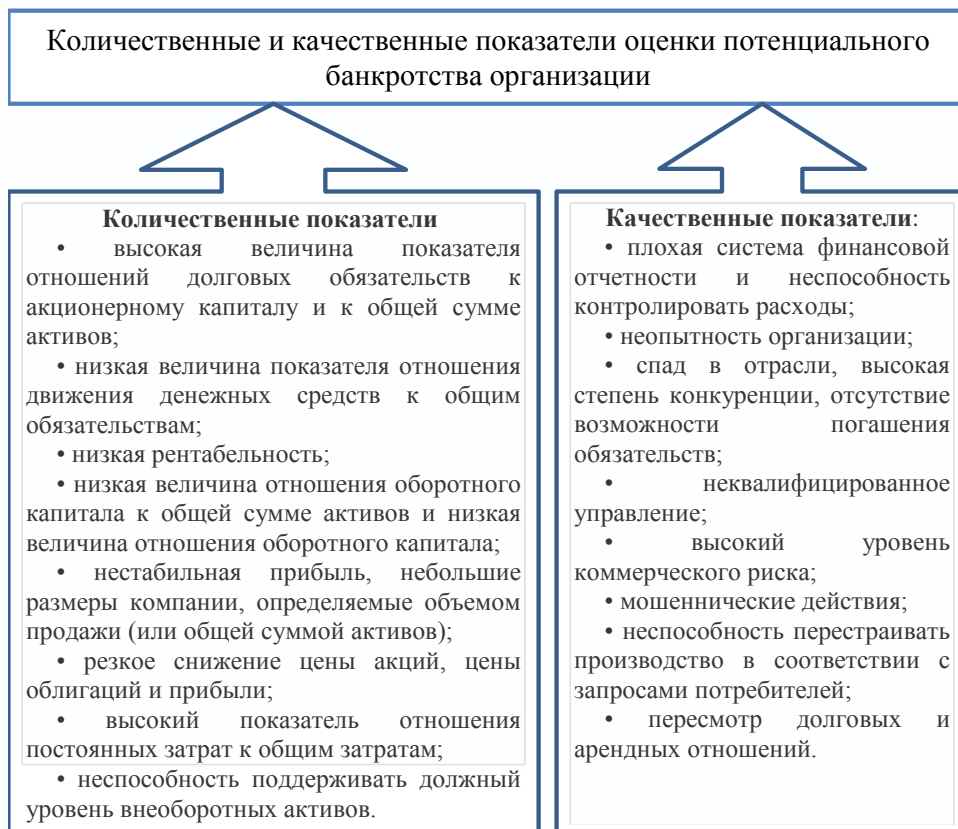 Количественные и качественные показатели оценки потенциального
банкротства организации
Количественные показатели
• высокая величина показателя
отношений долговых обязательств к
акционерному капиталу и к общей сумме
активов;
• низкая величина показателя отношения
движения денежных средств к общим
обязательствам;
• низкая рентабельность;
• низкая величина отношения оборотного
капитала к общей сумме активов и низкая
величина отношения оборотного капитала;
• нестабильная прибыль, небольшие
размеры компании, определяемые объемом
продажи (или общей суммой активов);
• резкое снижение цены акций, цены
облигаций и прибыли;
• высокий показатель отношения
постоянных затрат к общим затратам;
• неспособность поддерживать должный
уровень внеоборотных активов.
Качественные показатели:
• плохая система финансовой
отчетности и неспособность
контролировать расходы;
• неопытность организации;
• спад в отрасли, высокая
степень конкуренции, отсутствие
возможности погашения
обязательств;
• неквалифицированное
управление;
• высокий уровень
коммерческого риска;
• мошеннические действия;
• неспособность перестраивать
производство в соответствии с
запросами потребителей;
• пересмотр долговых и
арендных отношений.